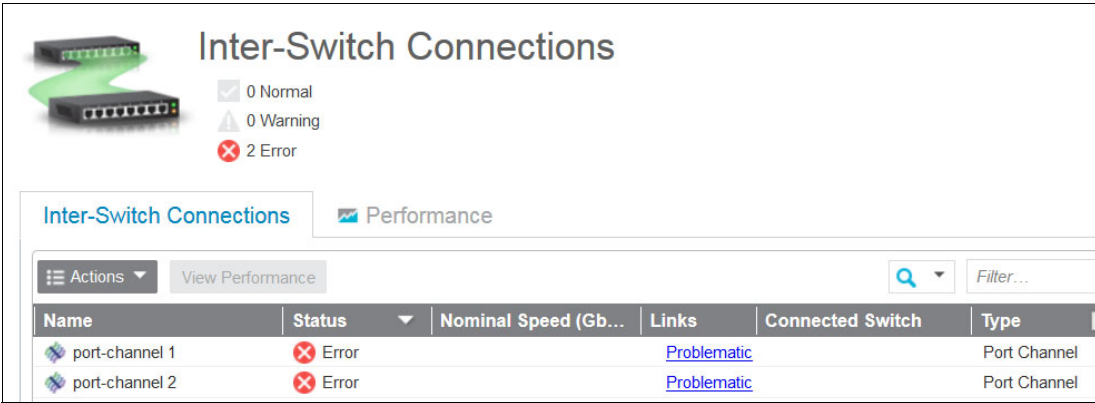 Inter-Switch Connections
0 Normal
0 Warning
2 Error
Inter-Switch Connections Performance
Actions View Performance Filter...
Name Status Nominal Speed (Gb... Links Connected Switch Type
port-channel 1 Error Problematic Port Channel
port-channel 2 Error Problematic Port Channel